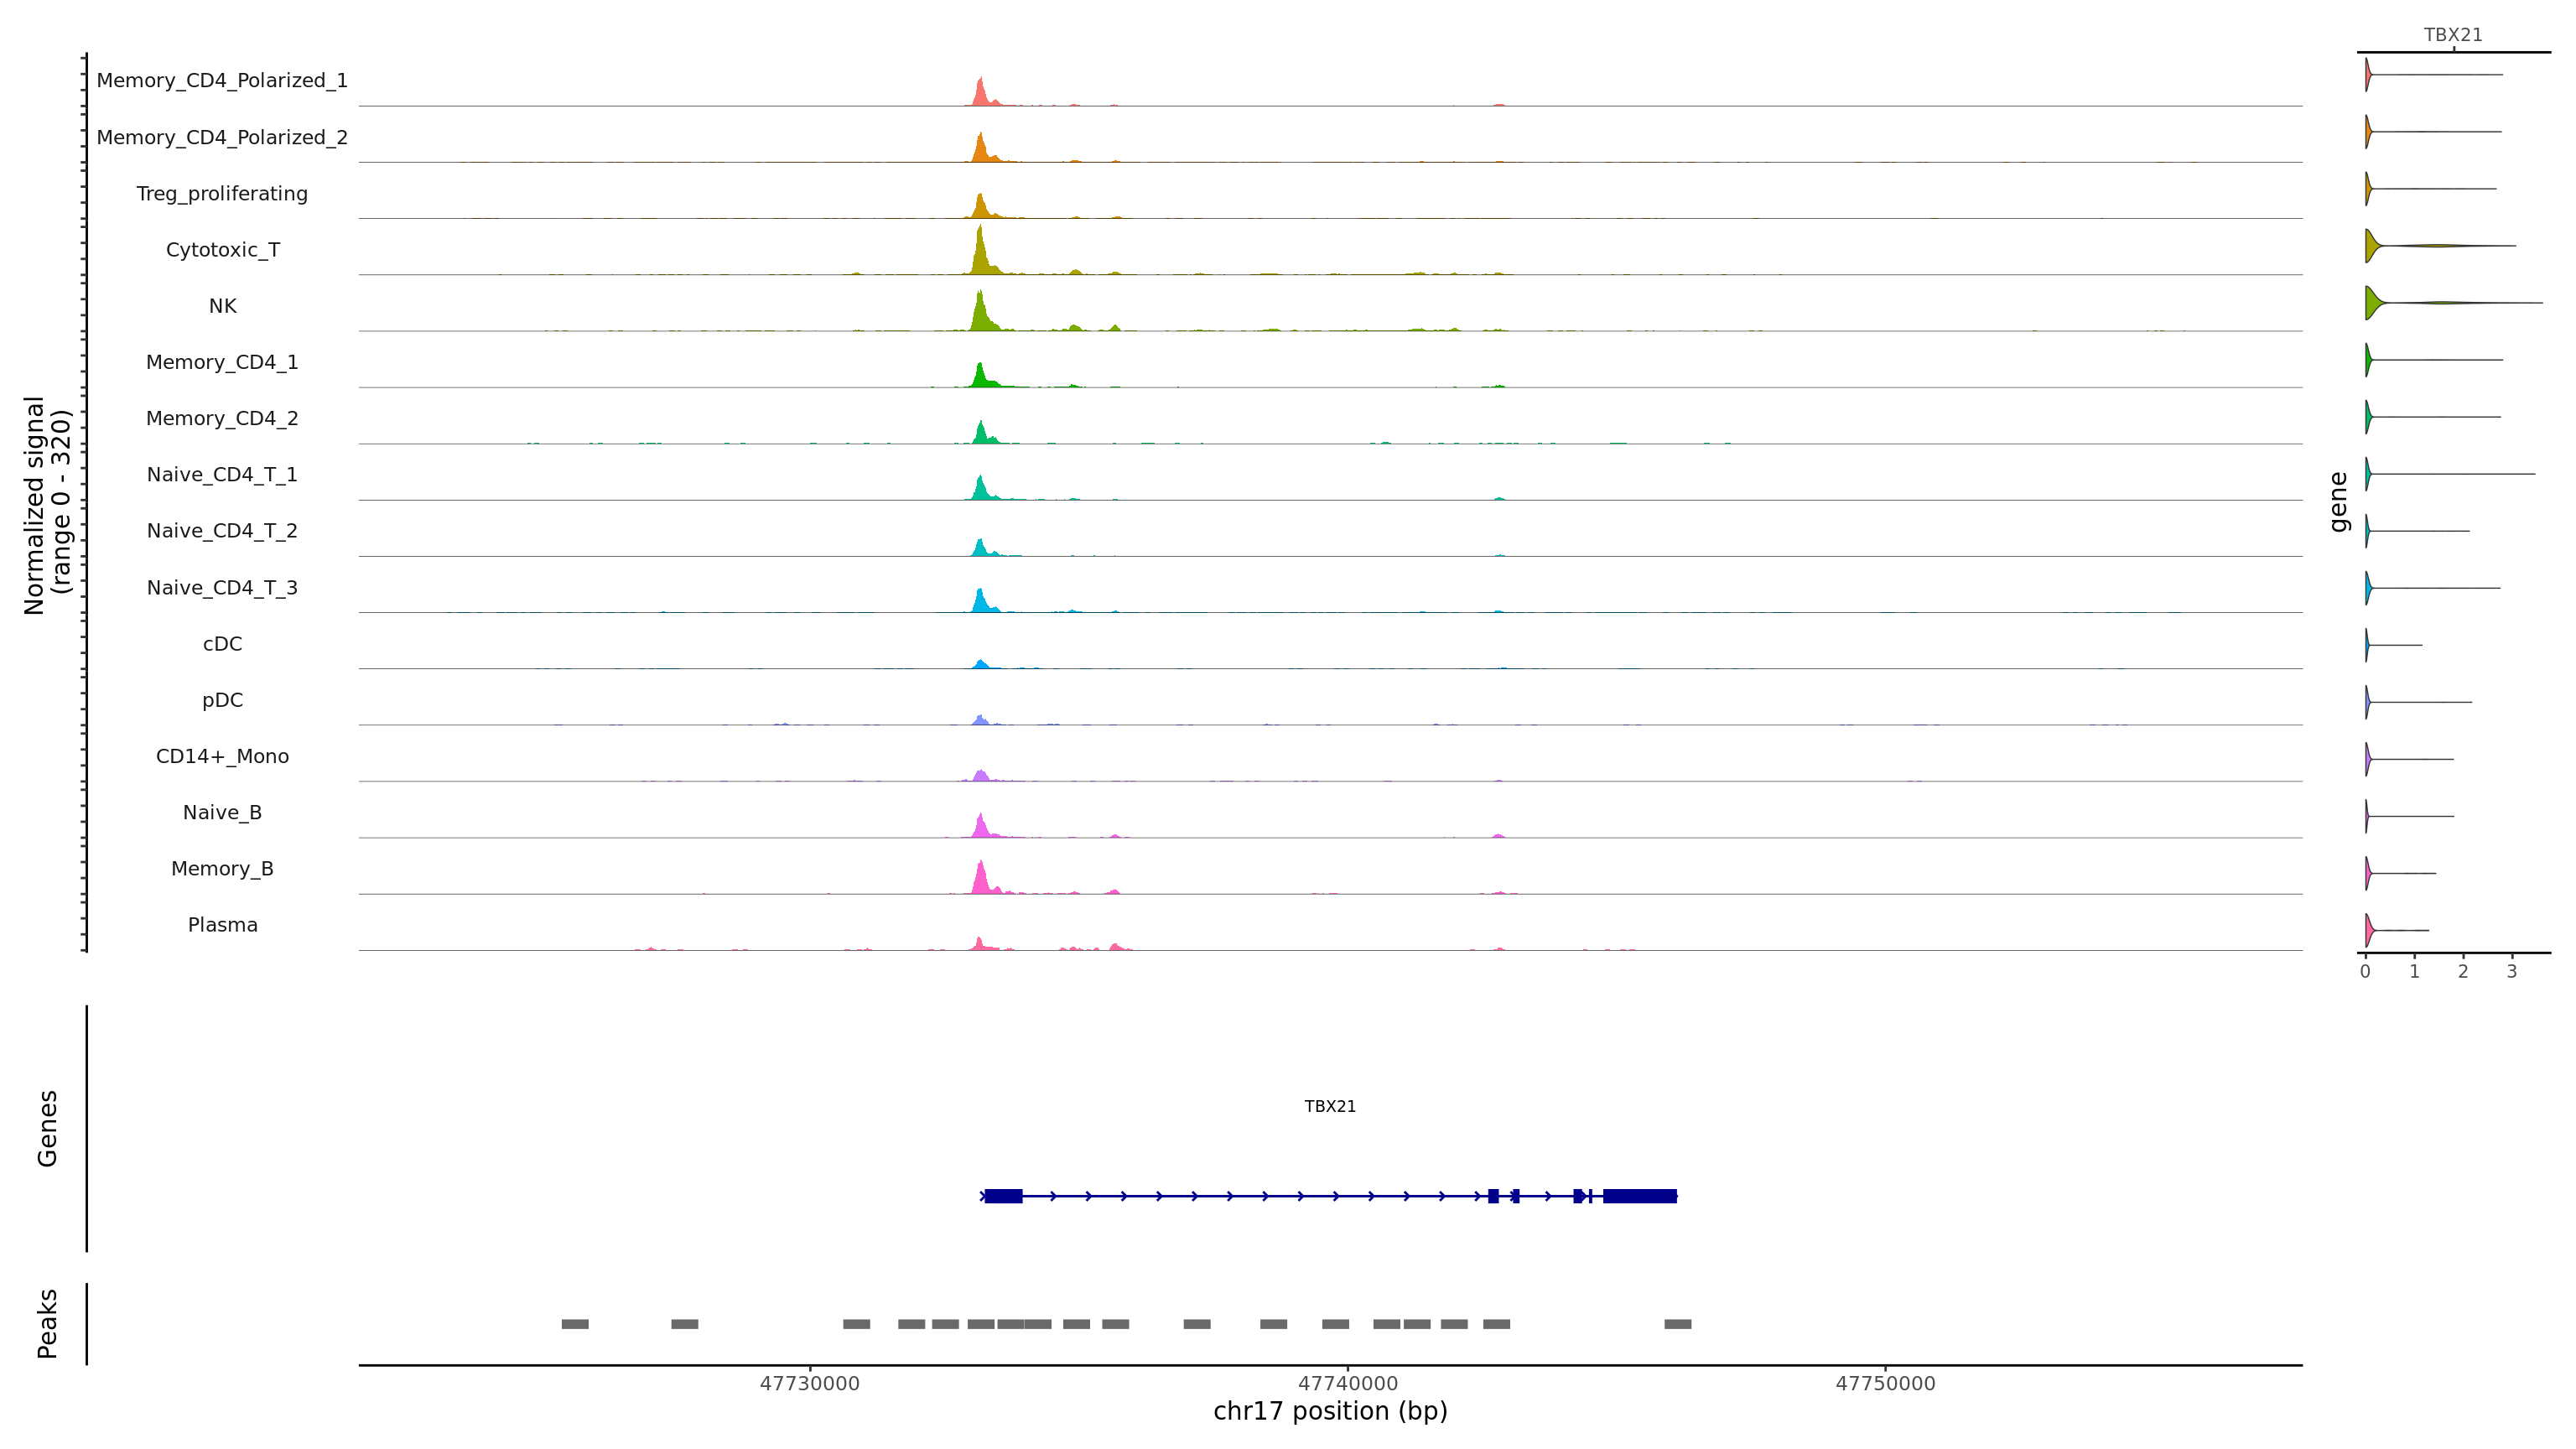 TBX21
Memory_CD4_Polarized_1
Memory_CD4_Polarized_2
Treg_proliferating
Cytotoxic_T
NK
Memory_CD4_1
Memory_CD4_2
Naive_CD4_T_1
Naive_CD4_T_2
Naive_CD4_T_3
cDC
pDC
CD14+_Mono
Naive_B
Memory_B
Plasma
Normalized signal
(range 0 - 320)
gene
0 1 2 3
Genes
TBX21
Peaks
47730000 47740000 47750000
chr17 position (bp)